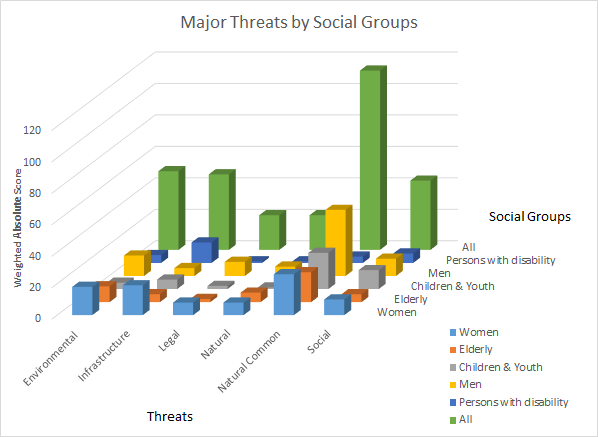 Major Threats by Social Groups
120
100
80
60
40
20
0
Weighted Absolute Score
Social Groups
All
Persons with disability
Men
Children & Youth
Elderly
Women
Environmental
Infrastructure
Legal
Natural
Natural Common
Social
Threats
Women
Elderly
Children & Youth
Men
Persons with disability
All